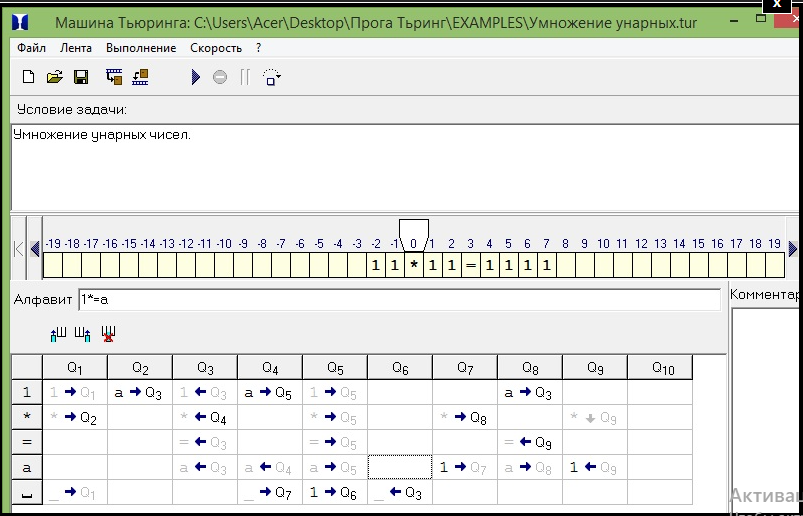 x
Машина Тьюринга: C:\Users\Acer\Desktop\Прога Тьринг\EXAMPLES\Умножение унарных.tur
Файл Лента Выполнение Скорость ?
Условие задачи:
Умножение унарных чисел.
-19 -18 -17 -16 -15 -14 -13 -12 -11 -10 -9 -8 -7 -6 -5 -4 -3 -2 -1 0 1 2 3 4 5 6 7 8 9 10 11 12 13 14 15 16 17 18 19
1 1 * 1 1 = 1 1 1 1
Алфавит 1*=a
Комментар
Q1 Q2 Q3 Q4 Q5 Q6 Q7 Q8 Q9 Q10
1 1 → Q1 a → Q3 1 ← Q3 a → Q5 1 → Q5 a → Q3
* * → Q2 * ← Q4 * → Q5 * → Q8 * ↓ Q9
= = ← Q3 = → Q5 = ← Q9
a a ← Q3 a ← Q4 a → Q5 1 → Q7 a → Q8 1 ← Q9
␣ _ → Q1 _ → Q7 1 → Q6 _ ← Q3
Активац